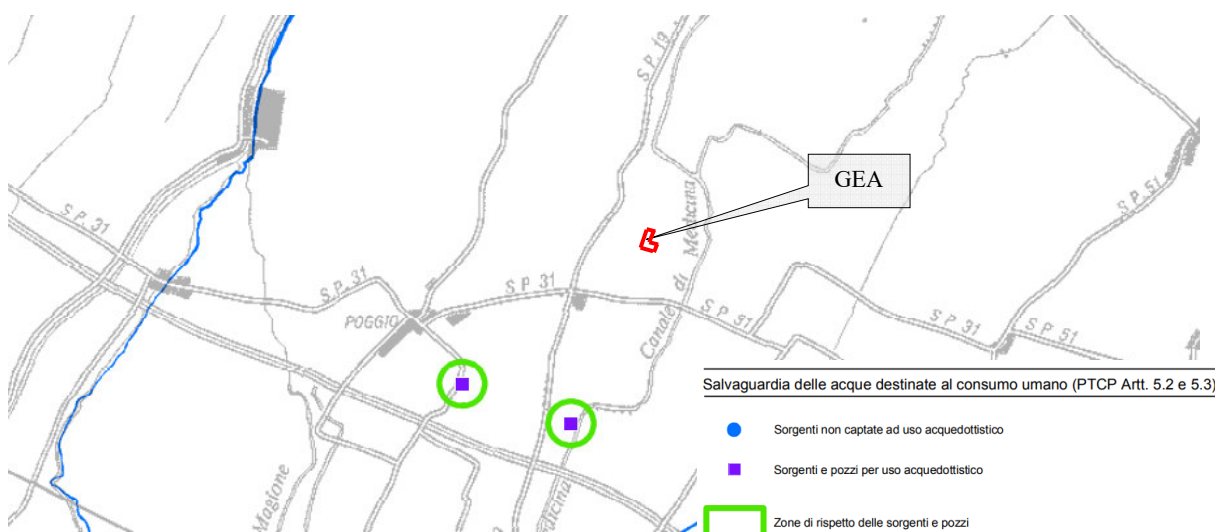 S P. 19
GEA
Medicina
di
Canale
S P. 51
S P. 31
S P. 31
S P 31
S P. 31
S P 31
S P. 51
POGGIO
Magione
dicina
Salvaguardia delle acque destinate al consumo umano (PTCP Artt. 5.2 e 5.3)
Sorgenti non captate ad uso acquedottistico
Sorgenti e pozzi per uso acquedottistico
Zone di rispetto delle sorgenti e pozzi